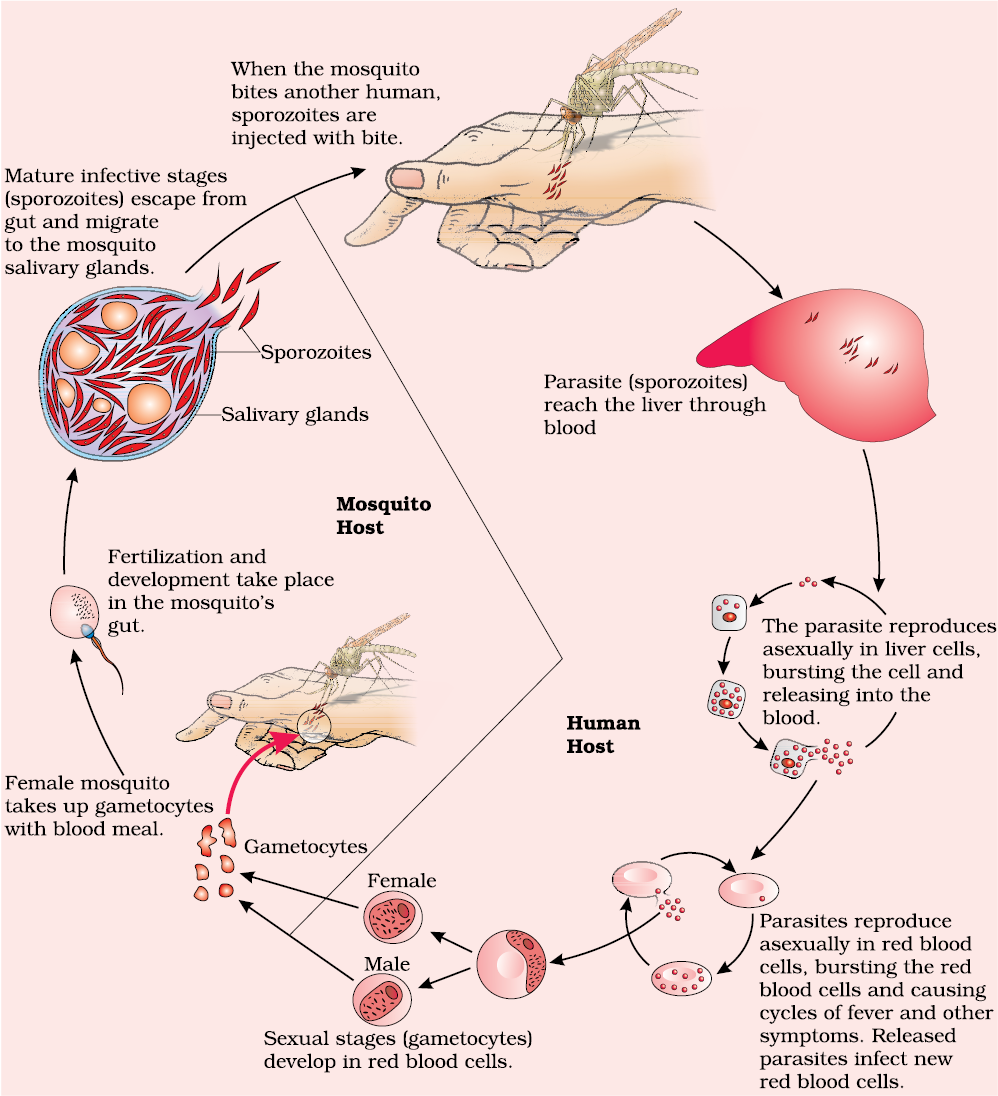 When the mosquito
bites another human,
sporozoites are
injected with bite.
Mature infective stages
(sporozoites) escape from
gut and migrate
to the mosquito
salivary glands.
Sporozoites
Salivary glands
Parasite (sporozoites)
reach the liver through
blood
Mosquito
Host
Fertilization and
development take place
in the mosquito's
gut.
The parasite reproduces
asexually in liver cells,
bursting the cell and
releasing into the
blood.
Human
Host
Female mosquito
takes up gametocytes
with blood meal.
Gametocytes
Female
Male
Sexual stages (gametocytes)
develop in red blood cells.
Parasites reproduce
asexually in red blood
cells, bursting the red
blood cells and causing
cycles of fever and other
symptoms. Released
parasites infect new
red blood cells.